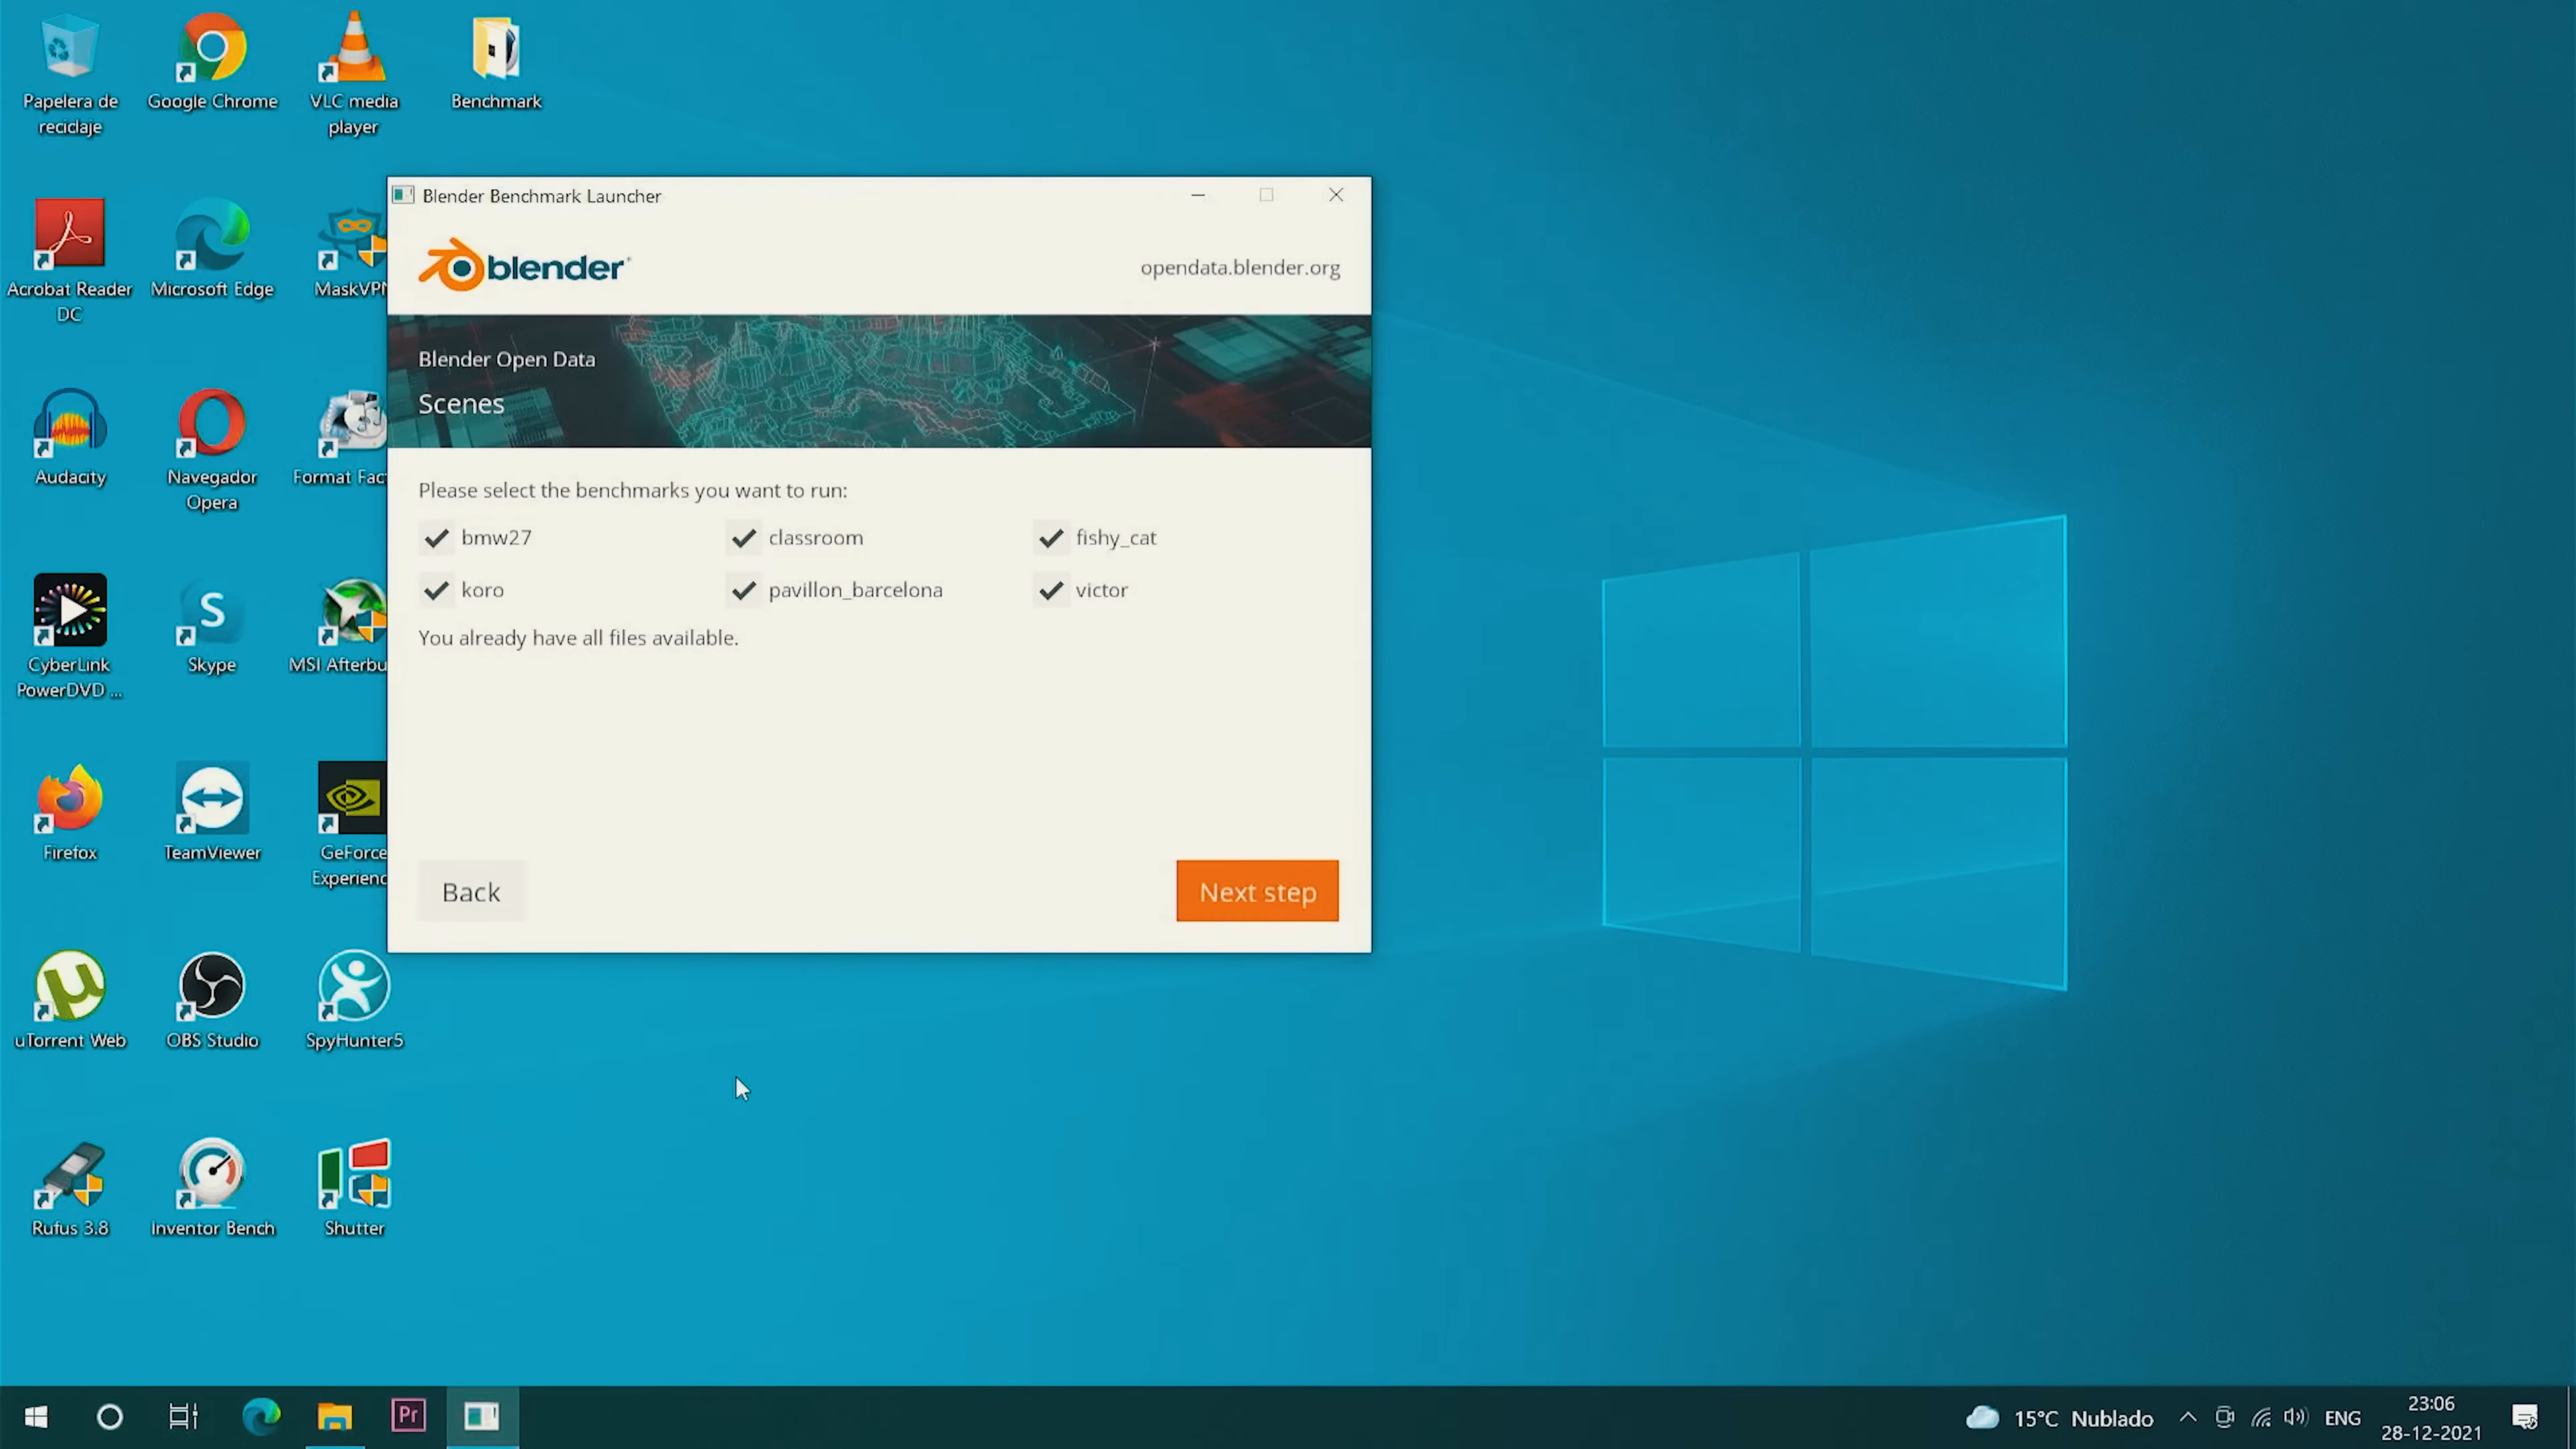 Papelera de
reciclaje
Google Chrome
VLC media
player
Benchmark
Acrobat Reader
DC
Microsoft Edge
MaskVPN
Audacity
Navegador
Opera
Format Fac
CyberLink
PowerDVD ...
Skype
MSI Afterbu
Firefox
TeamViewer
GeForce
Experienc
uTorrent Web
OBS Studio
SpyHunter5
Rufus 3.8
Inventor Bench
Shutter
Blender Benchmark Launcher
blender
opendata.blender.org
Blender Open Data
Scenes
Please select the benchmarks you want to run:
bmw27
classroom
fishy_cat
koro
pavillon_barcelona
victor
You already have all files available.
Back
Next step
Pr
15°C Nublado
ENG
23:06
28-12-2021